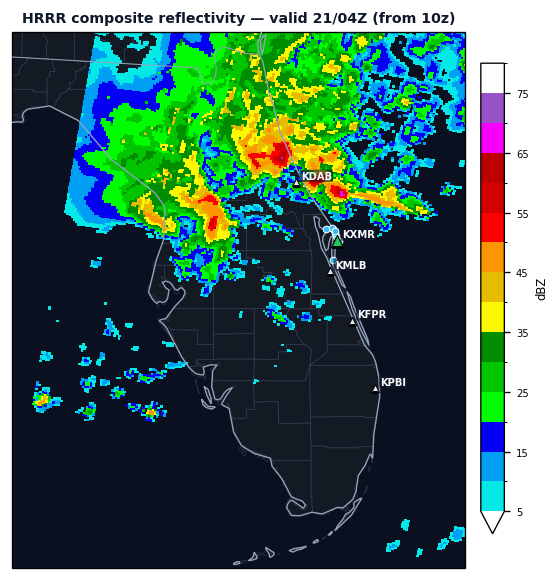 HRRR composite reflectivity — valid 21/04Z (from 10z)
75
65
55
45
35
25
15
5
dBZ
KDAB
KXMR
KMLB
KFPR
KPBI